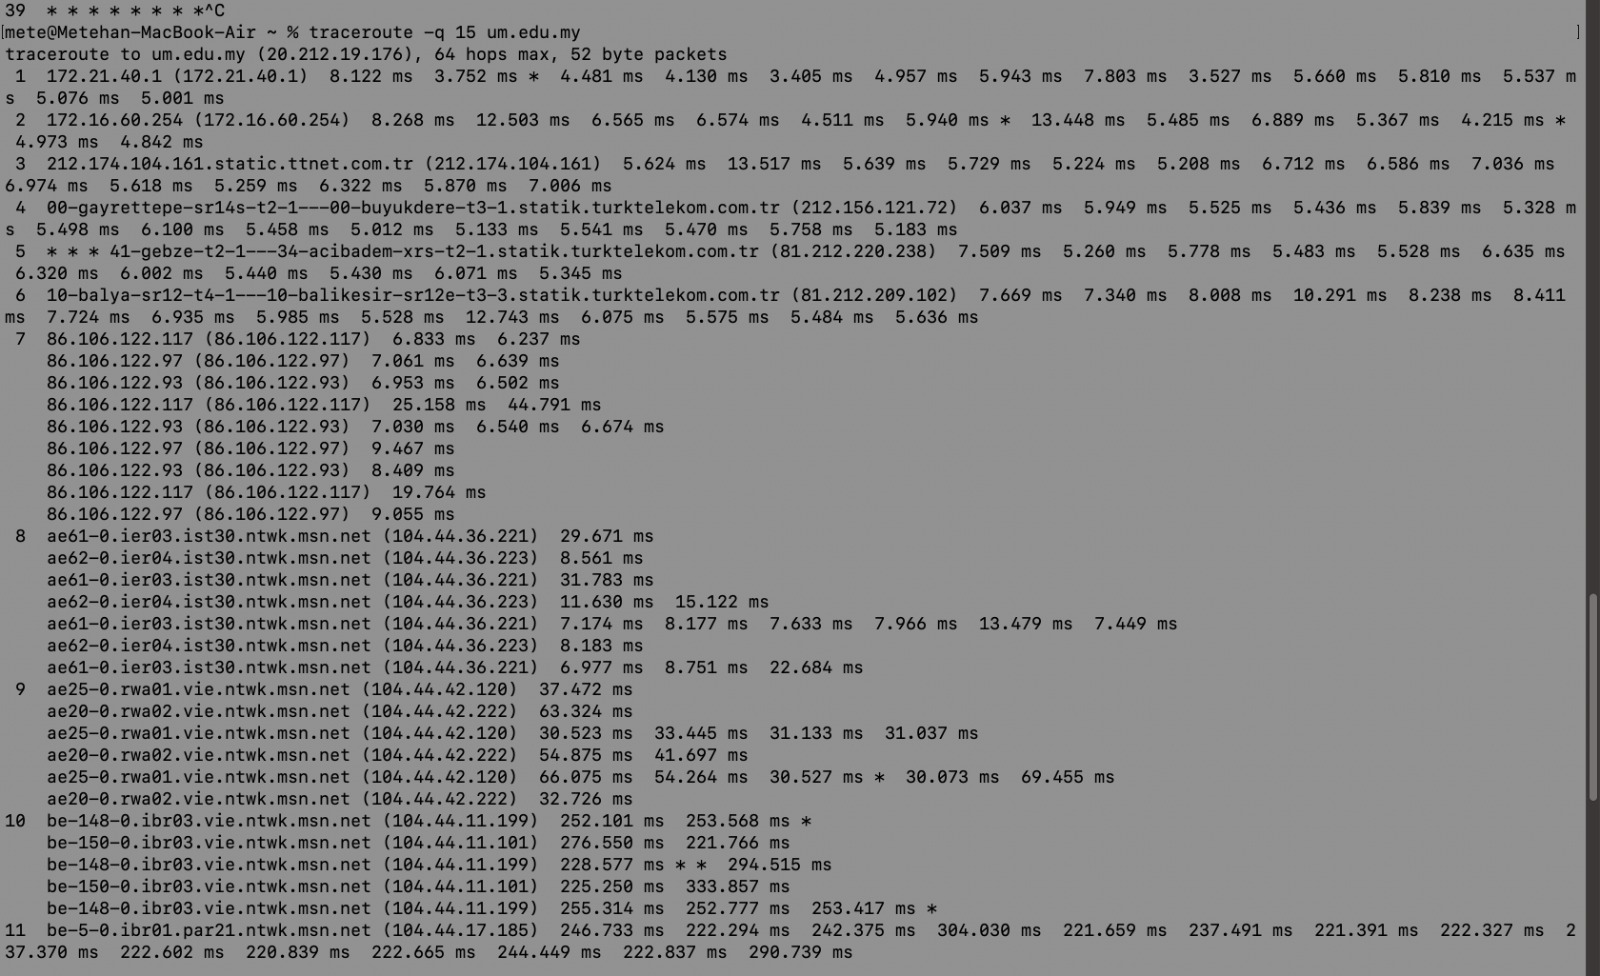 39  * * * * * * * *^C
[mete@Metehan-MacBook-Air ~ % traceroute -q 15 um.edu.my ]
traceroute to um.edu.my (20.212.19.176), 64 hops max, 52 byte packets
 1  172.21.40.1 (172.21.40.1)  8.122 ms  3.752 ms *  4.481 ms  4.130 ms  3.405 ms  4.957 ms  5.943 ms  7.803 ms  3.527 ms  5.660 ms  5.810 ms  5.537 m
s  5.076 ms  5.001 ms
 2  172.16.60.254 (172.16.60.254)  8.268 ms  12.503 ms  6.565 ms  6.574 ms  4.511 ms  5.940 ms *  13.448 ms  5.485 ms  6.889 ms  5.367 ms  4.215 ms *
 4.973 ms  4.842 ms
 3  212.174.104.161.static.ttnet.com.tr (212.174.104.161)  5.624 ms  13.517 ms  5.639 ms  5.729 ms  5.224 ms  5.208 ms  6.712 ms  6.586 ms  7.036 ms
6.974 ms  5.618 ms  5.259 ms  6.322 ms  5.870 ms  7.006 ms
 4  00-gayrettepe-sr14s-t2-1---00-buyukdere-t3-1.statik.turktelekom.com.tr (212.156.121.72)  6.037 ms  5.949 ms  5.525 ms  5.436 ms  5.839 ms  5.328 m
s  5.498 ms  6.100 ms  5.458 ms  5.012 ms  5.133 ms  5.541 ms  5.470 ms  5.758 ms  5.183 ms
 5  * * * 41-gebze-t2-1---34-acibadem-xrs-t2-1.statik.turktelekom.com.tr (81.212.220.238)  7.509 ms  5.260 ms  5.778 ms  5.483 ms  5.528 ms  6.635 ms
6.320 ms  6.002 ms  5.440 ms  5.430 ms  6.071 ms  5.345 ms
 6  10-balya-sr12-t4-1---10-balikesir-sr12e-t3-3.statik.turktelekom.com.tr (81.212.209.102)  7.669 ms  7.340 ms  8.008 ms  10.291 ms  8.238 ms  8.411
ms  7.724 ms  6.935 ms  5.985 ms  5.528 ms  12.743 ms  6.075 ms  5.575 ms  5.484 ms  5.636 ms
 7  86.106.122.117 (86.106.122.117)  6.833 ms  6.237 ms
    86.106.122.97 (86.106.122.97)  7.061 ms  6.639 ms
    86.106.122.93 (86.106.122.93)  6.953 ms  6.502 ms
    86.106.122.117 (86.106.122.117)  25.158 ms  44.791 ms
    86.106.122.93 (86.106.122.93)  7.030 ms  6.540 ms  6.674 ms
    86.106.122.97 (86.106.122.97)  9.467 ms
    86.106.122.93 (86.106.122.93)  8.409 ms
    86.106.122.117 (86.106.122.117)  19.764 ms
    86.106.122.97 (86.106.122.97)  9.055 ms
 8  ae61-0.ier03.ist30.ntwk.msn.net (104.44.36.221)  29.671 ms
    ae62-0.ier04.ist30.ntwk.msn.net (104.44.36.223)  8.561 ms
    ae61-0.ier03.ist30.ntwk.msn.net (104.44.36.221)  31.783 ms
    ae62-0.ier04.ist30.ntwk.msn.net (104.44.36.223)  11.630 ms  15.122 ms
    ae61-0.ier03.ist30.ntwk.msn.net (104.44.36.221)  7.174 ms  8.177 ms  7.633 ms  7.966 ms  13.479 ms  7.449 ms
    ae62-0.ier04.ist30.ntwk.msn.net (104.44.36.223)  8.183 ms
    ae61-0.ier03.ist30.ntwk.msn.net (104.44.36.221)  6.977 ms  8.751 ms  22.684 ms
 9  ae25-0.rwa01.vie.ntwk.msn.net (104.44.42.120)  37.472 ms
    ae20-0.rwa02.vie.ntwk.msn.net (104.44.42.222)  63.324 ms
    ae25-0.rwa01.vie.ntwk.msn.net (104.44.42.120)  30.523 ms  33.445 ms  31.133 ms  31.037 ms
    ae20-0.rwa02.vie.ntwk.msn.net (104.44.42.222)  54.875 ms  41.697 ms
    ae25-0.rwa01.vie.ntwk.msn.net (104.44.42.120)  66.075 ms  54.264 ms  30.527 ms *  30.073 ms  69.455 ms
    ae20-0.rwa02.vie.ntwk.msn.net (104.44.42.222)  32.726 ms
10  be-148-0.ibr03.vie.ntwk.msn.net (104.44.11.199)  252.101 ms  253.568 ms *
    be-150-0.ibr03.vie.ntwk.msn.net (104.44.11.101)  276.550 ms  221.766 ms
    be-148-0.ibr03.vie.ntwk.msn.net (104.44.11.199)  228.577 ms * *  294.515 ms
    be-150-0.ibr03.vie.ntwk.msn.net (104.44.11.101)  225.250 ms  333.857 ms
    be-148-0.ibr03.vie.ntwk.msn.net (104.44.11.199)  255.314 ms  252.777 ms  253.417 ms *
11  be-5-0.ibr01.par21.ntwk.msn.net (104.44.17.185)  246.733 ms  222.294 ms  242.375 ms  304.030 ms  221.659 ms  237.491 ms  221.391 ms  222.327 ms  2
37.370 ms  222.602 ms  220.839 ms  222.665 ms  244.449 ms  222.837 ms  290.739 ms